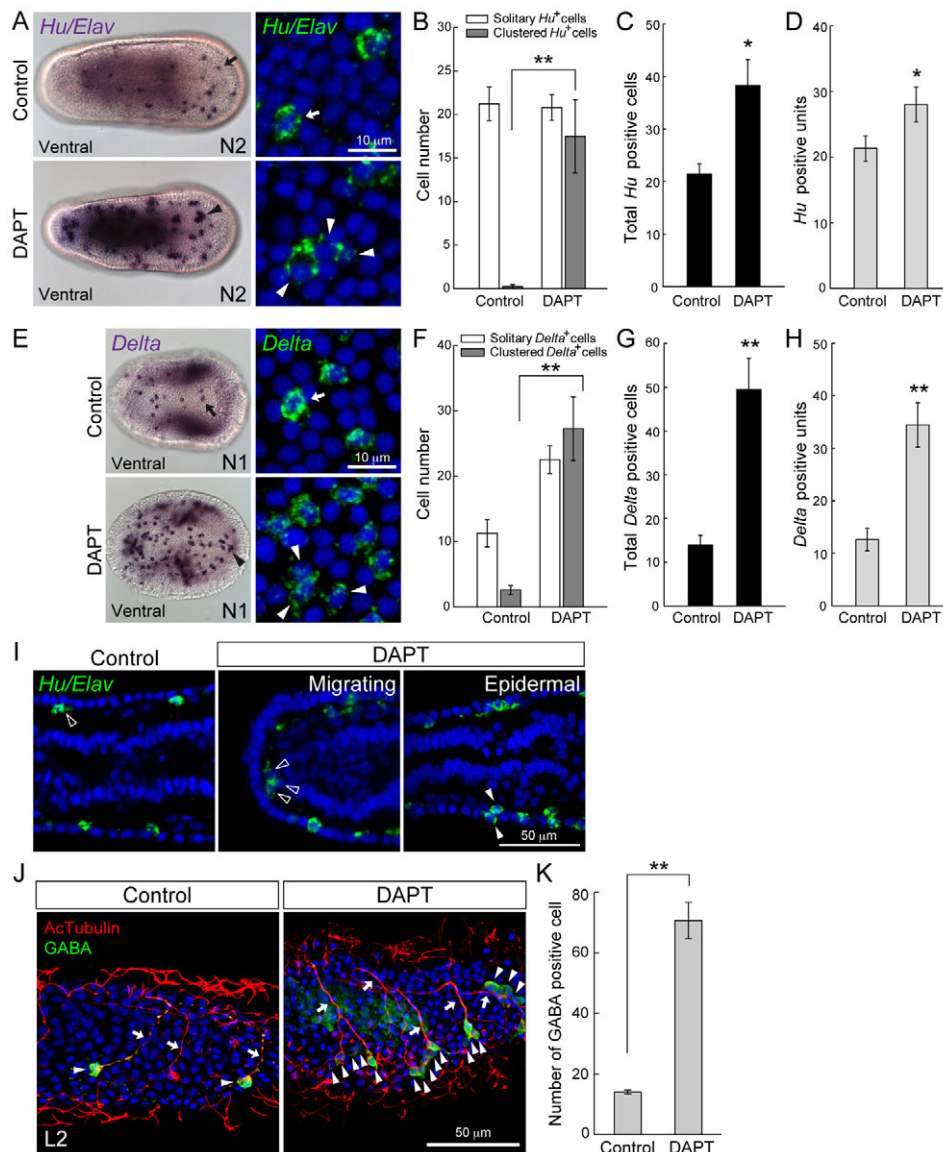 A
Hu/Elav
Hu/Elav
Control
Ventral
N2
10 μm
DAPT
Ventral
N2
B
Solitary Hu+ cells
Clustered Hu+ cells
**
Cell number
30
25
20
15
10
5
0
Control DAPT
C
*
Total Hu positive cells
50
40
30
20
10
0
Control DAPT
D
*
Hu positive units
40
30
20
10
0
Control DAPT
E
Delta
Delta
Control
Ventral
N1
10 μm
DAPT
Ventral
N1
F
Solitary Delta+ cells
Clustered Delta+ cells
**
Cell number
40
30
20
10
0
Control DAPT
G
**
Total Delta positive cells
60
50
40
30
20
10
0
Control DAPT
H
**
Delta positive units
50
40
30
20
10
0
Control DAPT
I
Control
DAPT
Hu/Elav
Migrating
Epidermal
50 μm
J
Control
DAPT
AcTubulin
GABA
L2
50 μm
K
**
Number of GABA positive cell
80
60
40
20
0
Control DAPT